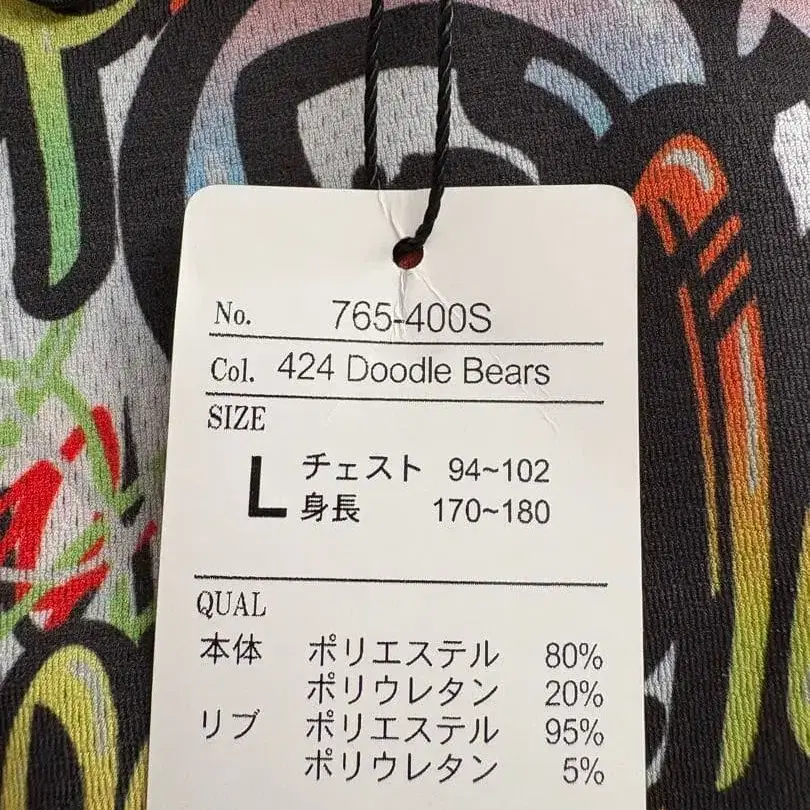 No. 765-400S
Col. 424 Doodle Bears
SIZE
L チェスト 94~102
身長 170~180
QUAL
本体 ポリエステル 80%
ポリウレタン 20%
リブ ポリエステル 95%
ポリウレタン 5%